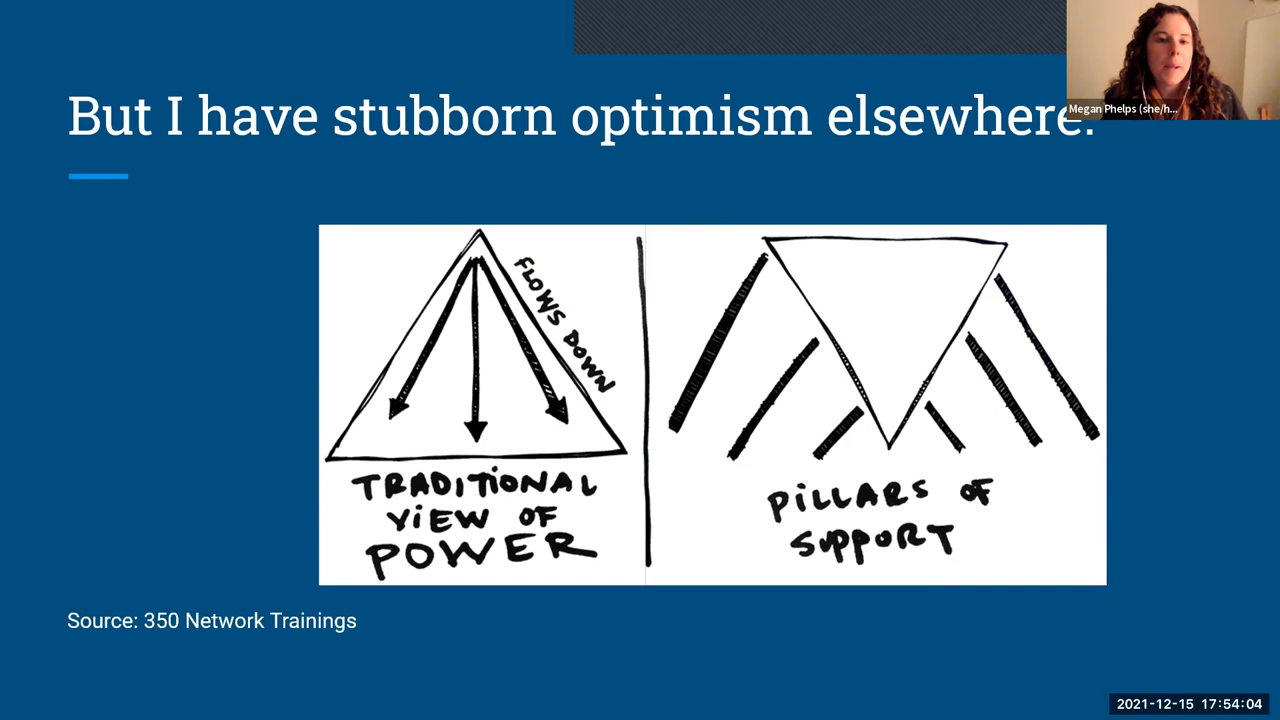 But I have stubborn optimism elsewhere.
Megan Phelps (she/h...
FLOWS DOWN
TRADITIONAL
VIEW OF
POWER
PILLARS OF
SUPPORT
Source: 350 Network Trainings
2021-12-15 17:54:04